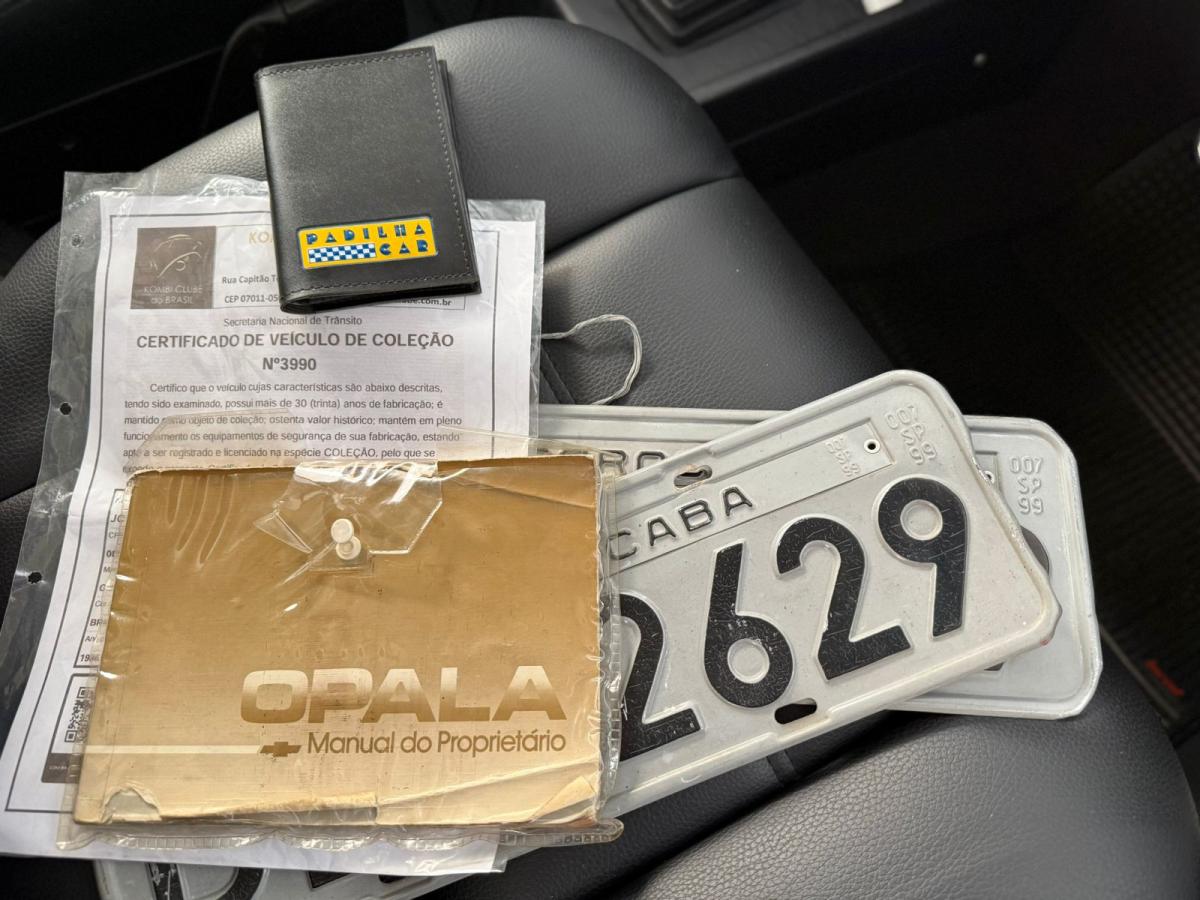 PADILHA
CAR
KOMBI CLUBE
do BRASIL
Rua Capitão
CEP 07011-05
.com.br
Secretaria Nacional de Trânsito
CERTIFICADO DE VEÍCULO DE COLEÇÃO
Nº3990
Certifico que o veículo cujas características são abaixo descritas,
tendo sido examinado, possui mais de 30 (trinta) anos de fabricação; é
mantido como objeto de coleção; ostenta valor histórico; mantém em pleno
funcionamento os equipamentos de segurança de sua fabricação, estando
apto a ser registrado e licenciado na espécie COLEÇÃO, pelo que se
OPALA
Manual do Proprietário
CABA
2629
007
SP
99
007
SP
99